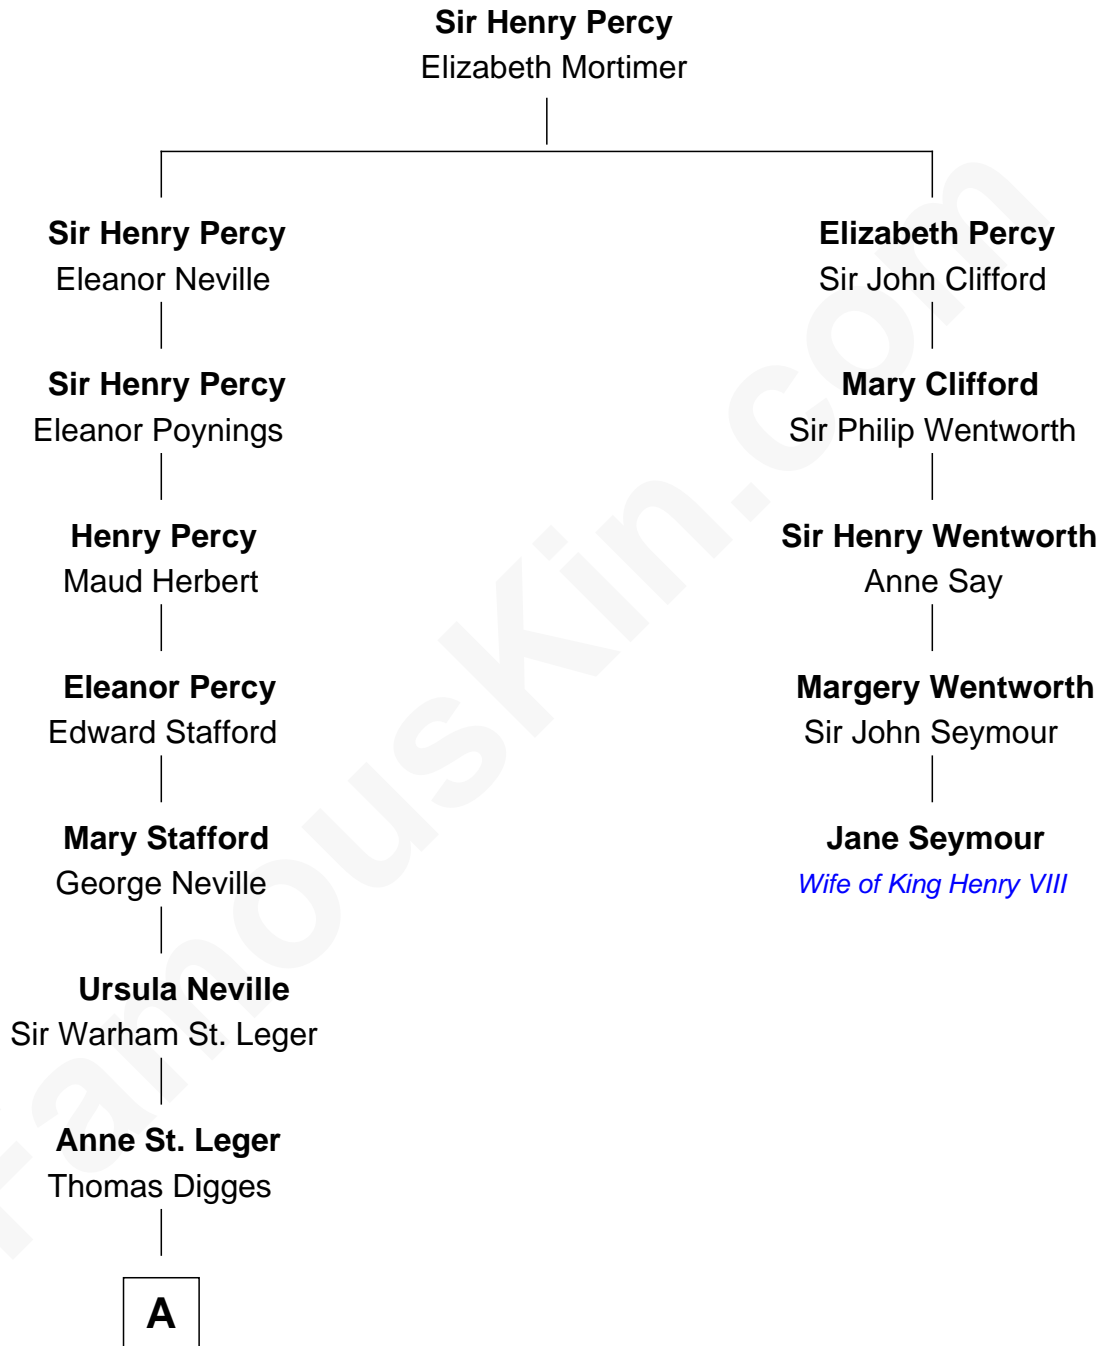 Sir Henry Percy
Elizabeth Mortimer
Sir Henry Percy
Eleanor Neville
Sir Henry Percy
Eleanor Poynings
Henry Percy
Maud Herbert
Eleanor Percy
Edward Stafford
Mary Stafford
George Neville
Ursula Neville
Sir Warham St. Leger
Anne St. Leger
Thomas Digges
A
Elizabeth Percy
Sir John Clifford
Mary Clifford
Sir Philip Wentworth
Sir Henry Wentworth
Anne Say
Margery Wentworth
Sir John Seymour
Jane Seymour
Wife of King Henry VIII
FamousKin.com